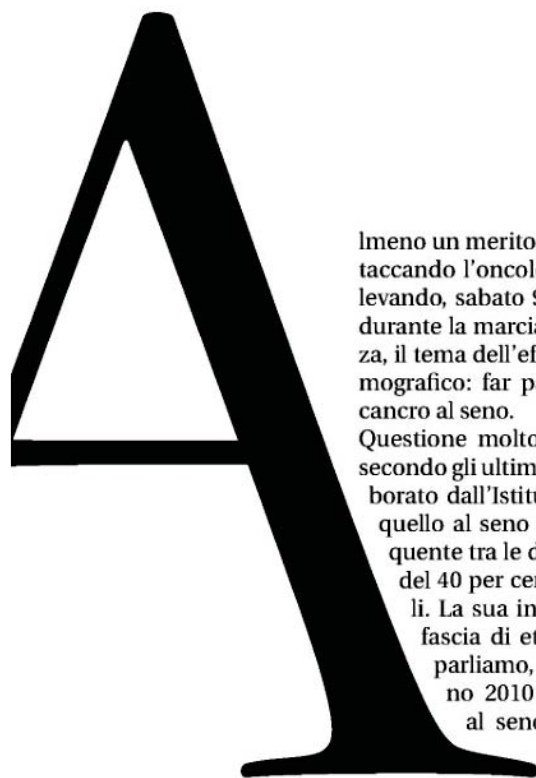 A
lmeno un merito
taccando l'oncol
levando, sabato 9
durante la marcia
za, il tema dell'ef
mografico: far pa
cancro al seno.
Questione molto
secondo gli ultim
borato dall'Istitu
quello al seno
quente tra le d
del 40 per cen
li. La sua in
fascia di et
parliamo,
no 2010
al sen